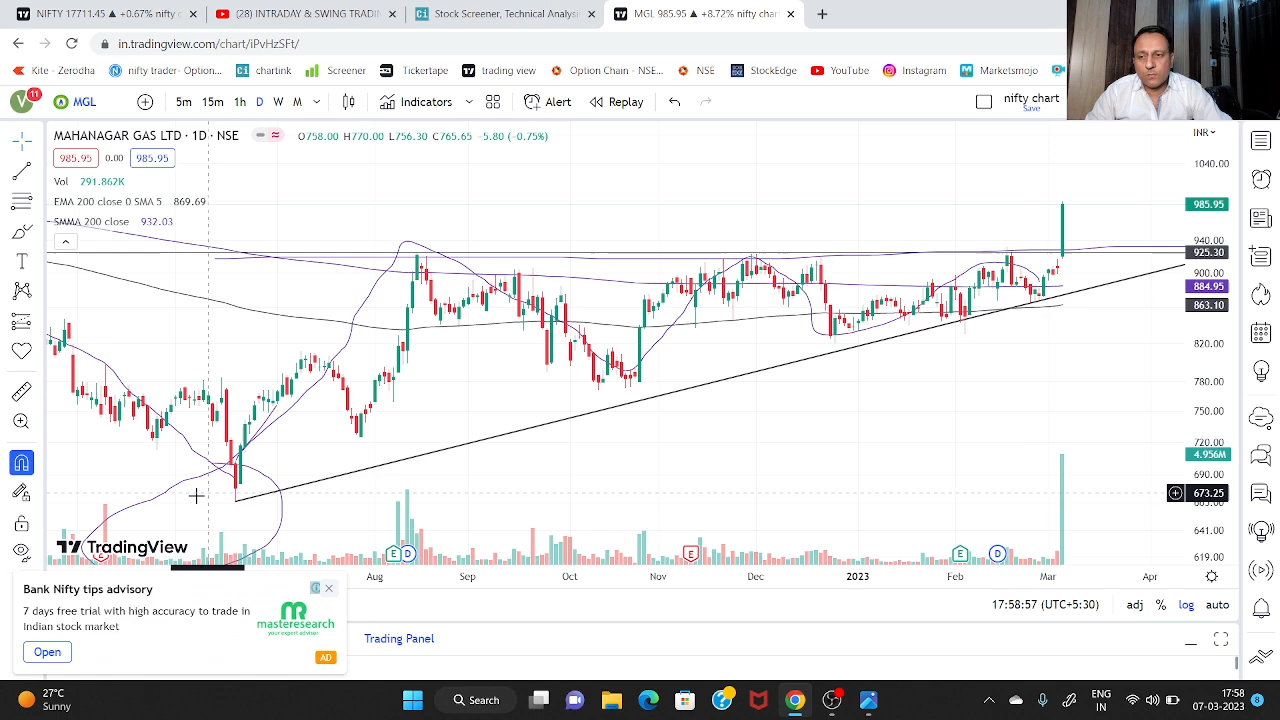 NIFTY 17711.45 ▲ +0.67% Unna
INTRADAY & SWING TRADIN
Stock Screener, Technical Analysis
MGL 985.95 ▲ +8.72% nifty chart
in.tradingview.com/chart/iPvHzSFt/
Kite - Zerodha
nifty trader - Option...
chartink
Screener
Tickertape
trading view
Option Chain - NSE...
StockEdge
YouTube
Instagram
Marketsmojo
V
11
MGL
5m 15m 1h D W M
Indicators
Alert
Replay
nifty chart
Save
MAHANAGAR GAS LTD · 1D · NSE
O758.00 H770.00 L756.30 C765.65 -5.80 (-0.75%)
INR
985.95 0.00 985.95
Vol 291.862K
EMA 200 close 0 SMA 5 869.69
SMMA 200 close 932.03
1040.00
985.95
940.00
925.30
900.00
884.95
863.10
820.00
780.00
750.00
720.00
4.956M
690.00
673.25
641.00
619.00
TradingView
E D E E D
Aug Sep Oct Nov Dec 2023 Feb Mar Apr
Bank Nifty tips advisory
7 days free trial with high accuracy to trade in
Indian stock market
masteresearch
your expert adviser
Open
AD
17:58:57 (UTC+5:30)
adj % log auto
Trading Panel
27°C
Sunny
Search
ENG
IN
17:58
07-03-2023
8